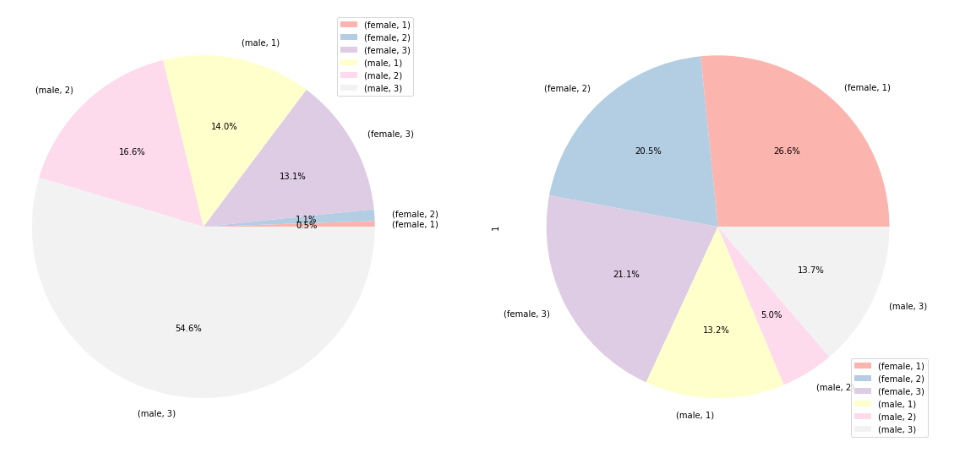 (female, 1)
(female, 2)
(female, 3)
(male, 1)
(male, 2)
(male, 3)
(male, 1)
(male, 2)
(female, 3)
(female, 2)
(female, 1)
(male, 3)
14.0%
16.6%
13.1%
1.1%
0.5%
54.6%
1
(female, 1)
(female, 2)
(female, 3)
(male, 1)
(male, 2
(male, 3)
26.6%
20.5%
21.1%
13.2%
5.0%
13.7%
(female, 1)
(female, 2)
(female, 3)
(male, 1)
(male, 2)
(male, 3)